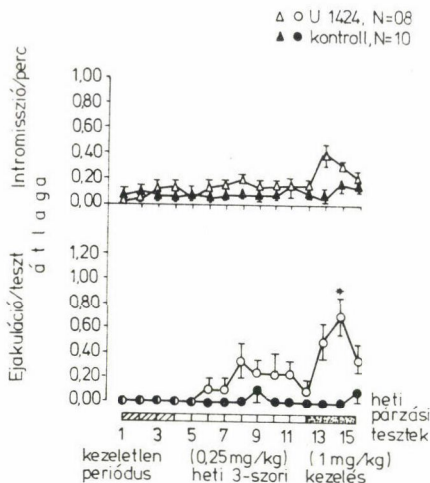 △ ○ U 1424, N=08
▲ ● kontroll, N=10
Intromisszió/perc
1,00
0,80
0,60
0,40
0,20
0,00
átlaga
Ejakuláció/teszt
1,20
1,00
0,80
0,60
0,40
0,20
0,00
*
heti
párzási
tesztek
1 3 5 7 9 11 13 15
kezeletlen (0,25 mg/kg) (1 mg/kg)
periódus heti 3-szori kezelés